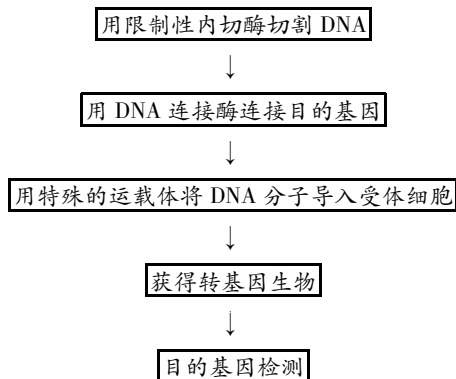 用限制性内切酶切割 DNA
↓
用 DNA 连接酶连接目的基因
↓
用特殊的运载体将 DNA 分子导入受体细胞
↓
获得转基因生物
↓
目的基因检测